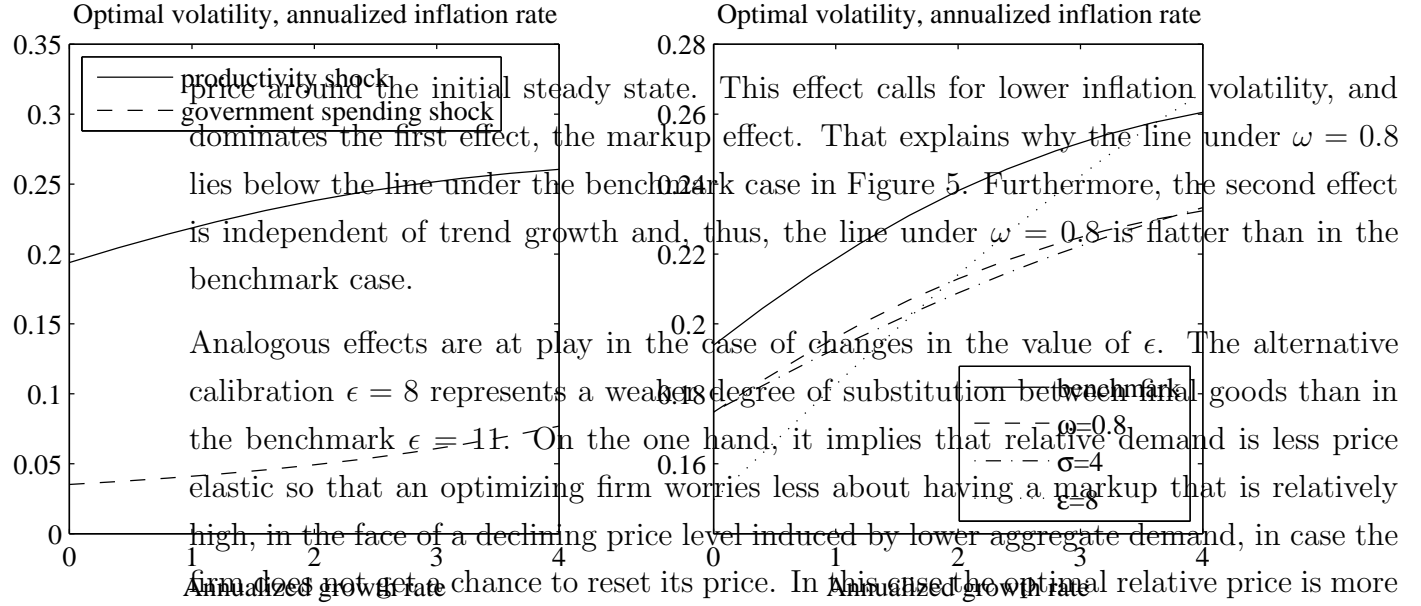 Optimal volatility, annualized inflation rate
0.35
0.3
0.25
0.2
0.15
0.1
0.05
0
0 1 2 3 4
Annualized growth rate
productivity shock
government spending shock
Optimal volatility, annualized inflation rate
0.28
0.26
0.24
0.22
0.2
0.18
0.16
0 1 2 3 4
Annualized growth rate
benchmark
ω=0.8
σ=4
ε=8
price around the initial steady state. This effect calls for lower inflation volatility, and
dominates the first effect, the markup effect. That explains why the line under ω = 0.8
lies below the line under the benchmark case in Figure 5. Furthermore, the second effect
is independent of trend growth and, thus, the line under ω = 0.8 is flatter than in the
benchmark case.
Analogous effects are at play in the case of changes in the value of ϵ. The alternative
calibration ϵ = 8 represents a weaker degree of substitution between final goods than in
the benchmark ϵ = 11. On the one hand, it implies that relative demand is less price
elastic so that an optimizing firm worries less about having a markup that is relatively
high, in the face of a declining price level induced by lower aggregate demand, in case the
firm does not get a chance to reset its price. In this case the optimal relative price is more